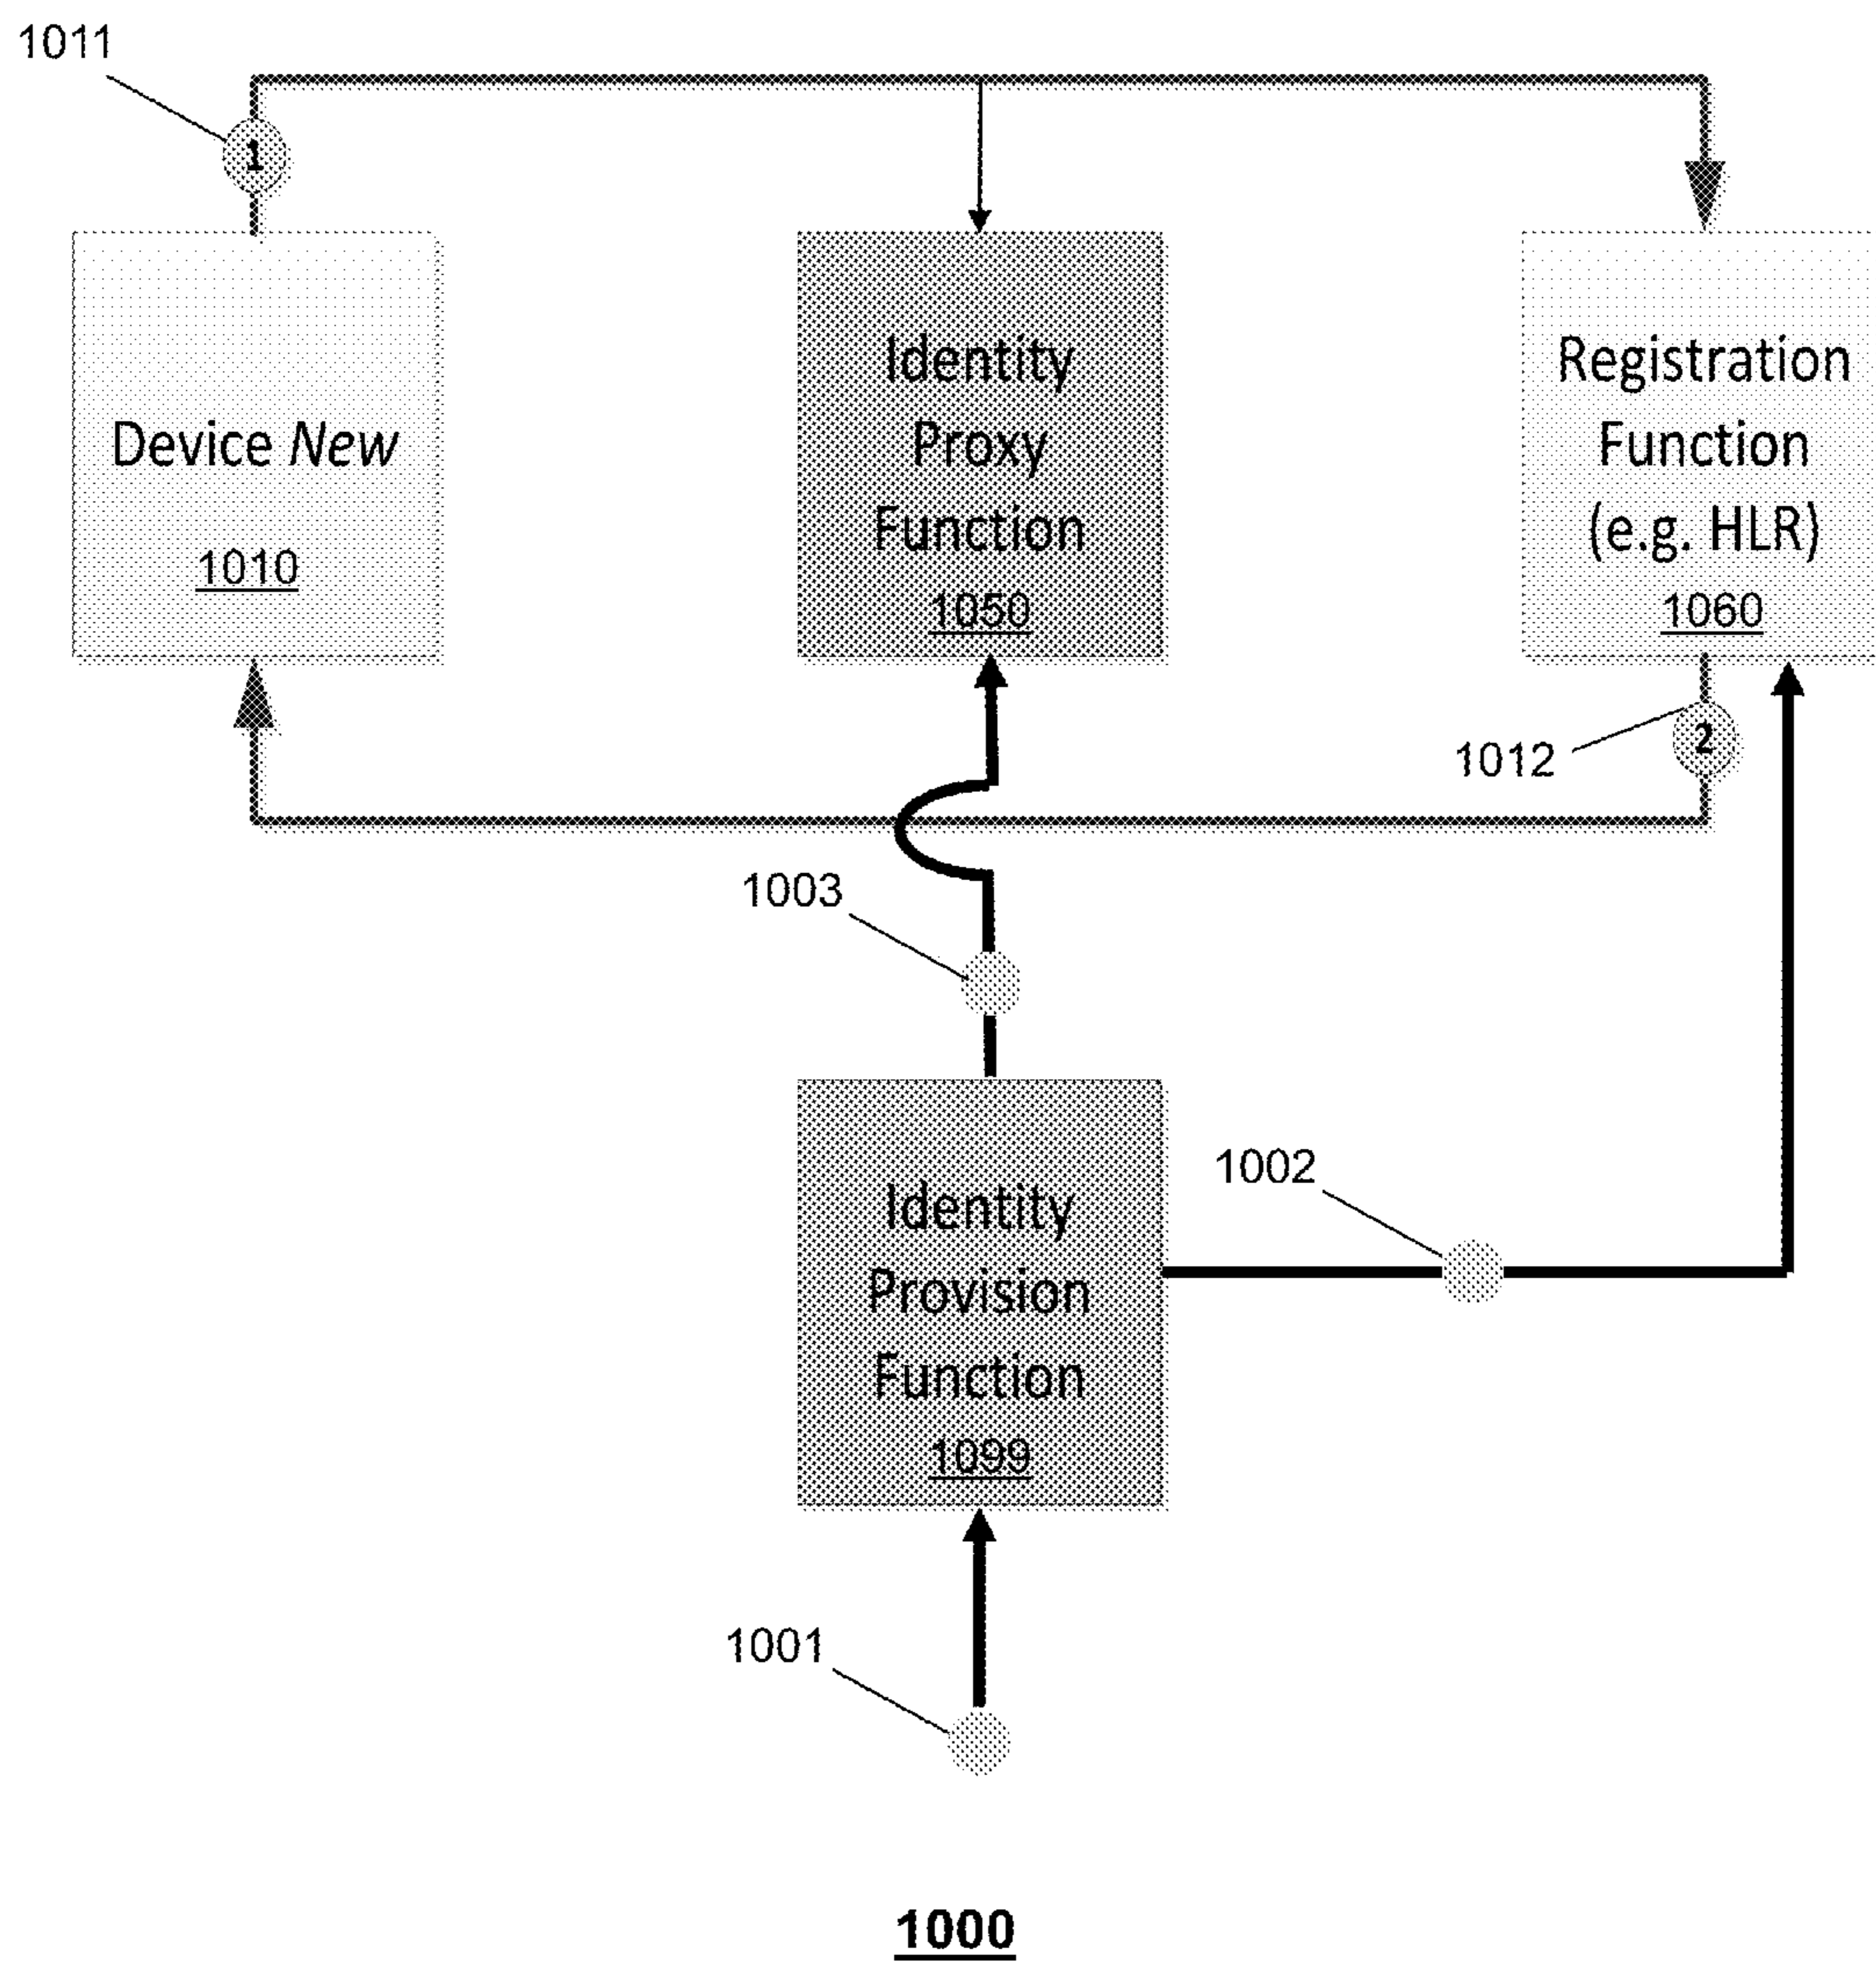 1011
1
Device New
1010
Identity
Proxy
Function
1050
Registration
Function
(e.g. HLR)
1060
1012
2
1003
1002
Identity
Provision
Function
1099
1001
1000